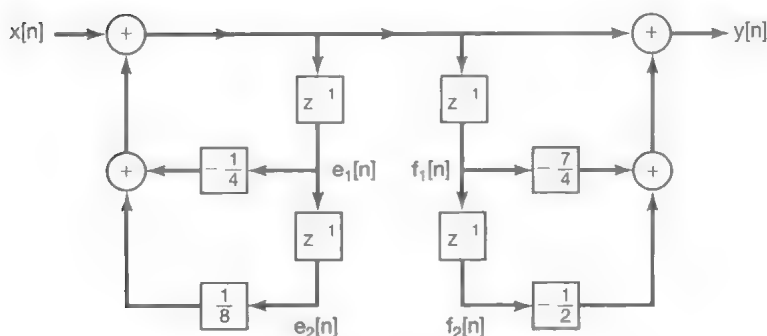 x[n] + + y[n]
z 1 z 1
+ - 1/4 e₁[n] f₁[n] - 7/4 +
z 1 z 1
1/8 e₂[n] f₂[n] - 1/2